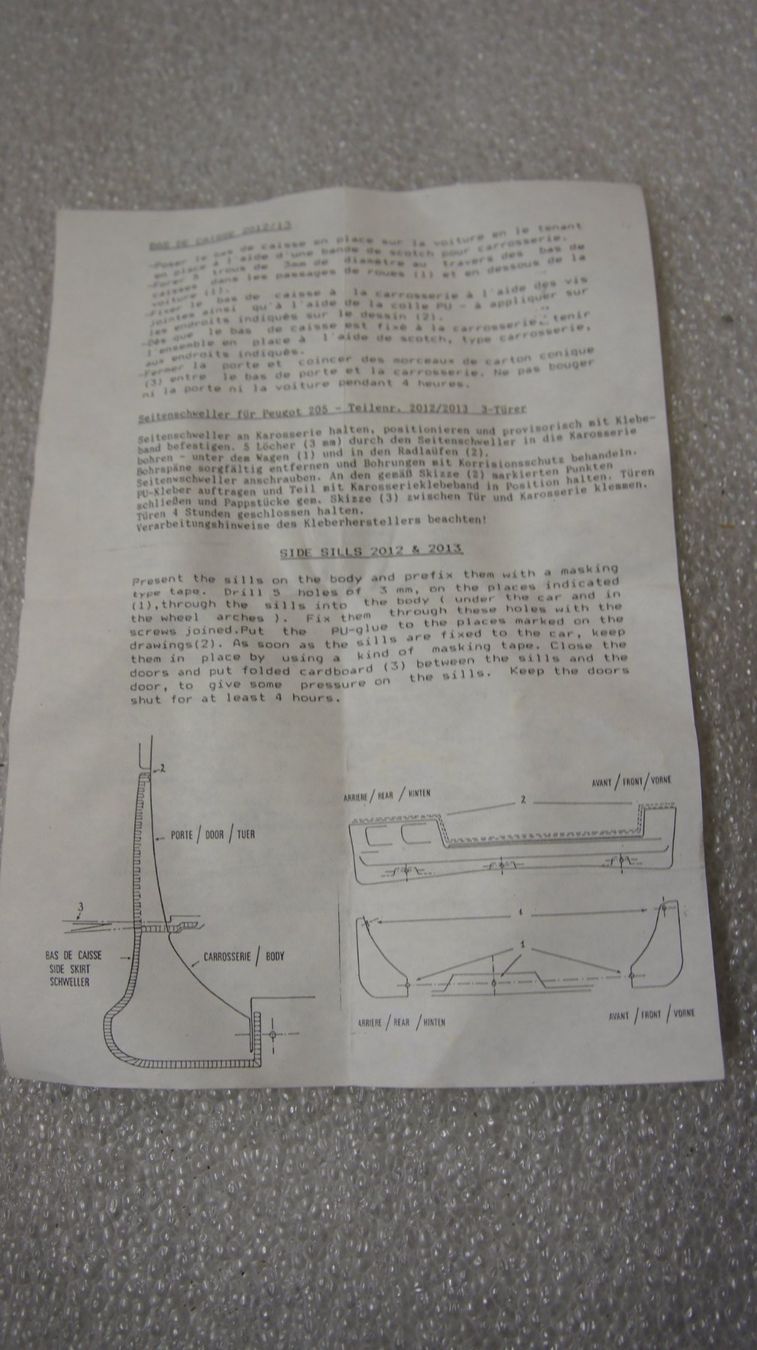 BAS DE CAISSE 2012/13
-Poser le bas de caisse en place sur la voiture en le tenant
en place à l'aide d'une bande de scotch pour carrosserie.
-Forer 5 trous de 3mm de diametre au travers des bas de
caisses dans les passages de roues (1) et en dessous de la
voiture (1).
-Fixer le bas de caisse à la carrosserie à l'aide des vis
jointes ainsi qu'à l'aide de la colle PU - à appliquer sur
les endroits indiqués sur le dessin (2).
-Dès que le bas de caisse est fixé à la carrosserie, tenir
l'ensemble en place à l'aide de scotch, type carrosserie,
aux endroits indiqués.
-Fermer la porte et coincer des morceaux de carton conique
(3) entre le bas de porte et la carrosserie. Ne pas bouger
ni la porte ni la voiture pendant 4 heures.
Seitenschweller für Peugot 205 - Teilenr. 2012/2013 3-Türer
Seitenschweller an Karosserie halten, positionieren und provisorisch mit Klebe-
band befestigen. 5 Löcher (3 mm) durch den Seitenschweller in die Karosserie
bohren - unter dem Wagen (1) und in den Radläufen (2).
Bohrspäne sorgfältig entfernen und Bohrungen mit Korrisionsschutz behandeln.
Seitenwschweller anschrauben. An den gemäß Skizze (2) markierten Punkten
PU-Kleber auftragen und Teil mit Karosserieklebeband in Position halten. Türen
schließen und Pappstücke gem. Skizze (3) zwischen Tür und Karosserie klemmen.
Türen 4 Stunden geschlossen halten.
Verarbeitungshinweise des Kleberherstellers beachten!
SIDE SILLS 2012 & 2013
Present the sills on the body and prefix them with a masking
type tape. Drill 5 holes of 3 mm, on the places indicated
(1),through the sills into the body ( under the car and in
the wheel arches ). Fix them through these holes with the
screws joined.Put the PU-glue to the places marked on the
drawings(2). As soon as the sills are fixed to the car, keep
them in place by using a kind of masking tape. Close the
doors and put folded cardboard (3) between the sills and the
door, to give some pressure on the sills. Keep the doors
shut for at least 4 hours.
2
PORTE / DOOR / TUER
3
BAS DE CAISSE
SIDE SKIRT
SCHWELLER
CARROSSERIE / BODY
ARRIERE / REAR / HINTEN
2
AVANT / FRONT / VORNE
1
1
ARRIERE / REAR / HINTEN
AVANT / FRONT / VORNE